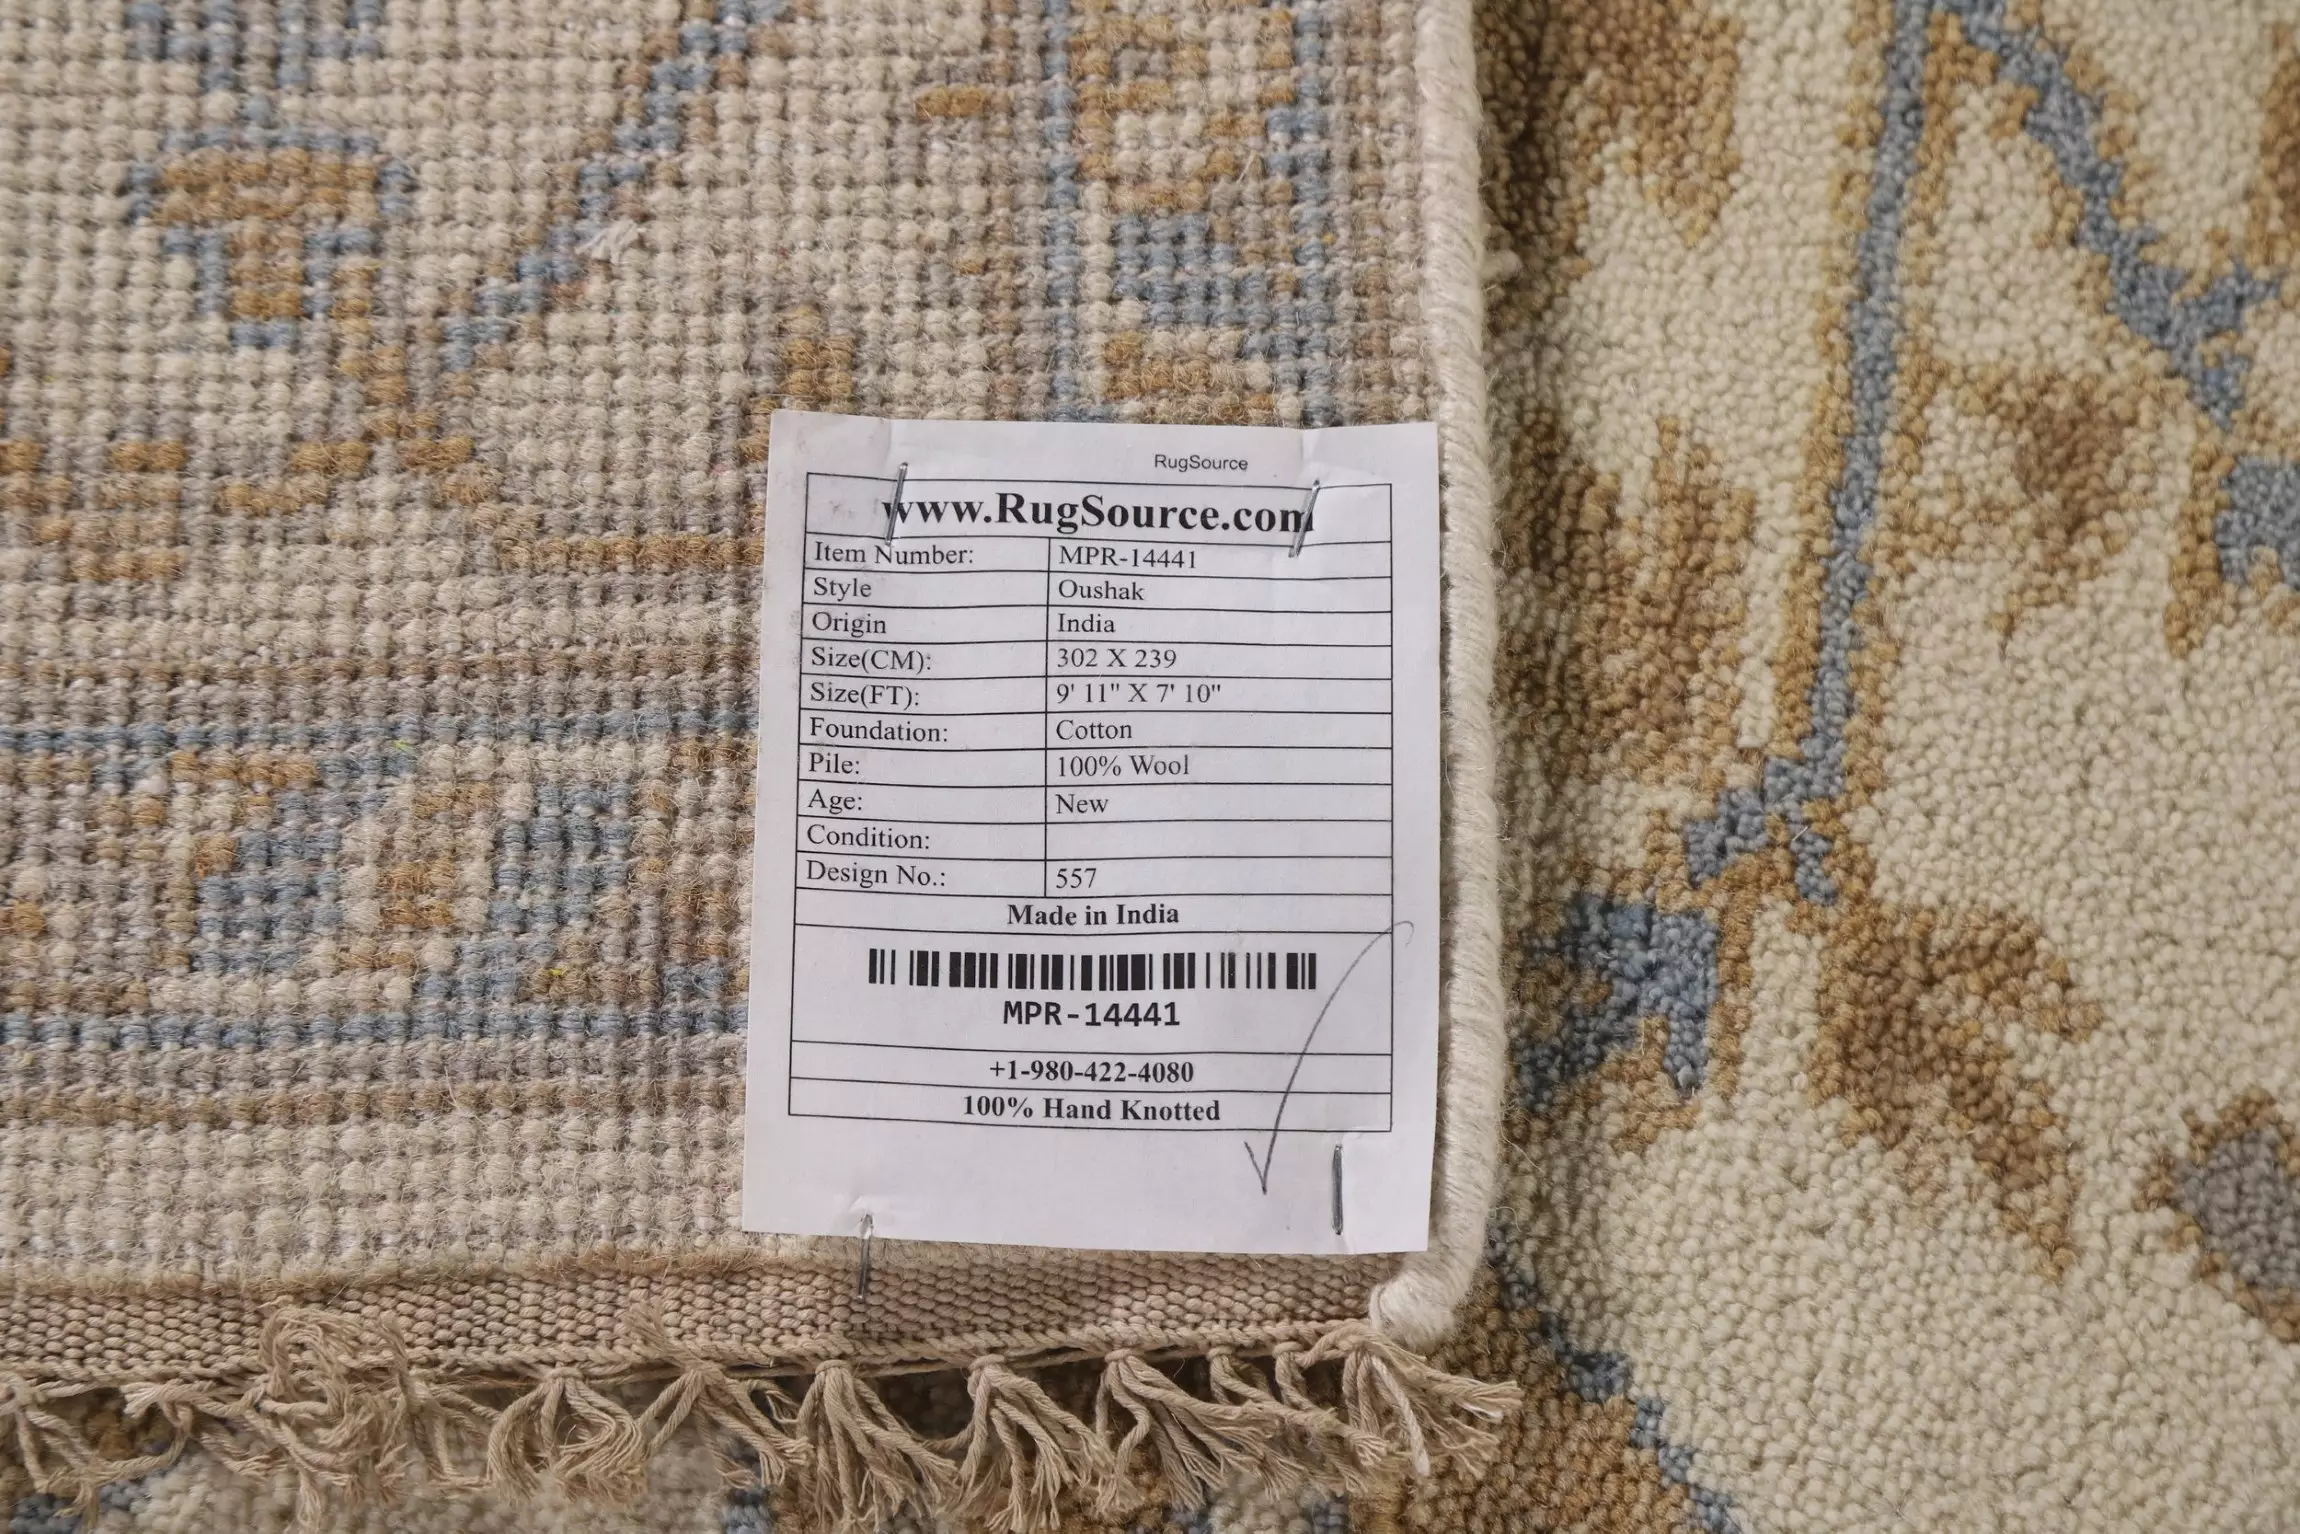 RugSource
www.RugSource.com
Item Number: MPR-14441
Style Oushak
Origin India
Size(CM): 302 X 239
Size(FT): 9' 11" X 7' 10"
Foundation: Cotton
Pile: 100% Wool
Age: New
Condition:
Design No.: 557
Made in India
MPR-14441
+1-980-422-4080
100% Hand Knotted